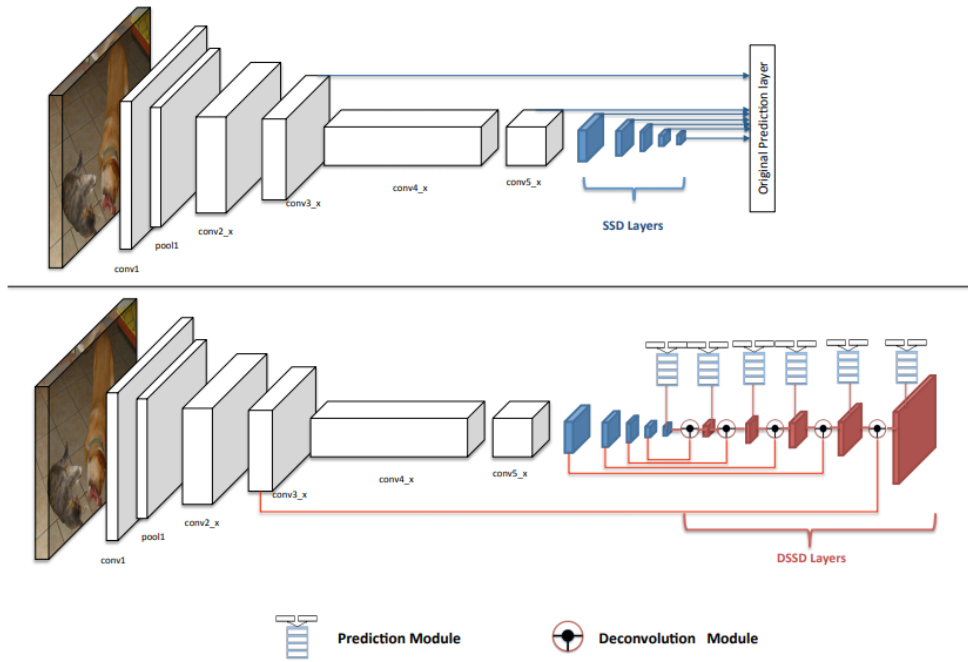 Original Prediction layer
conv1
pool1
conv2_x
conv3_x
conv4_x
conv5_x
SSD Layers
conv1
pool1
conv2_x
conv3_x
conv4_x
conv5_x
DSSD Layers
Prediction Module
Deconvolution Module